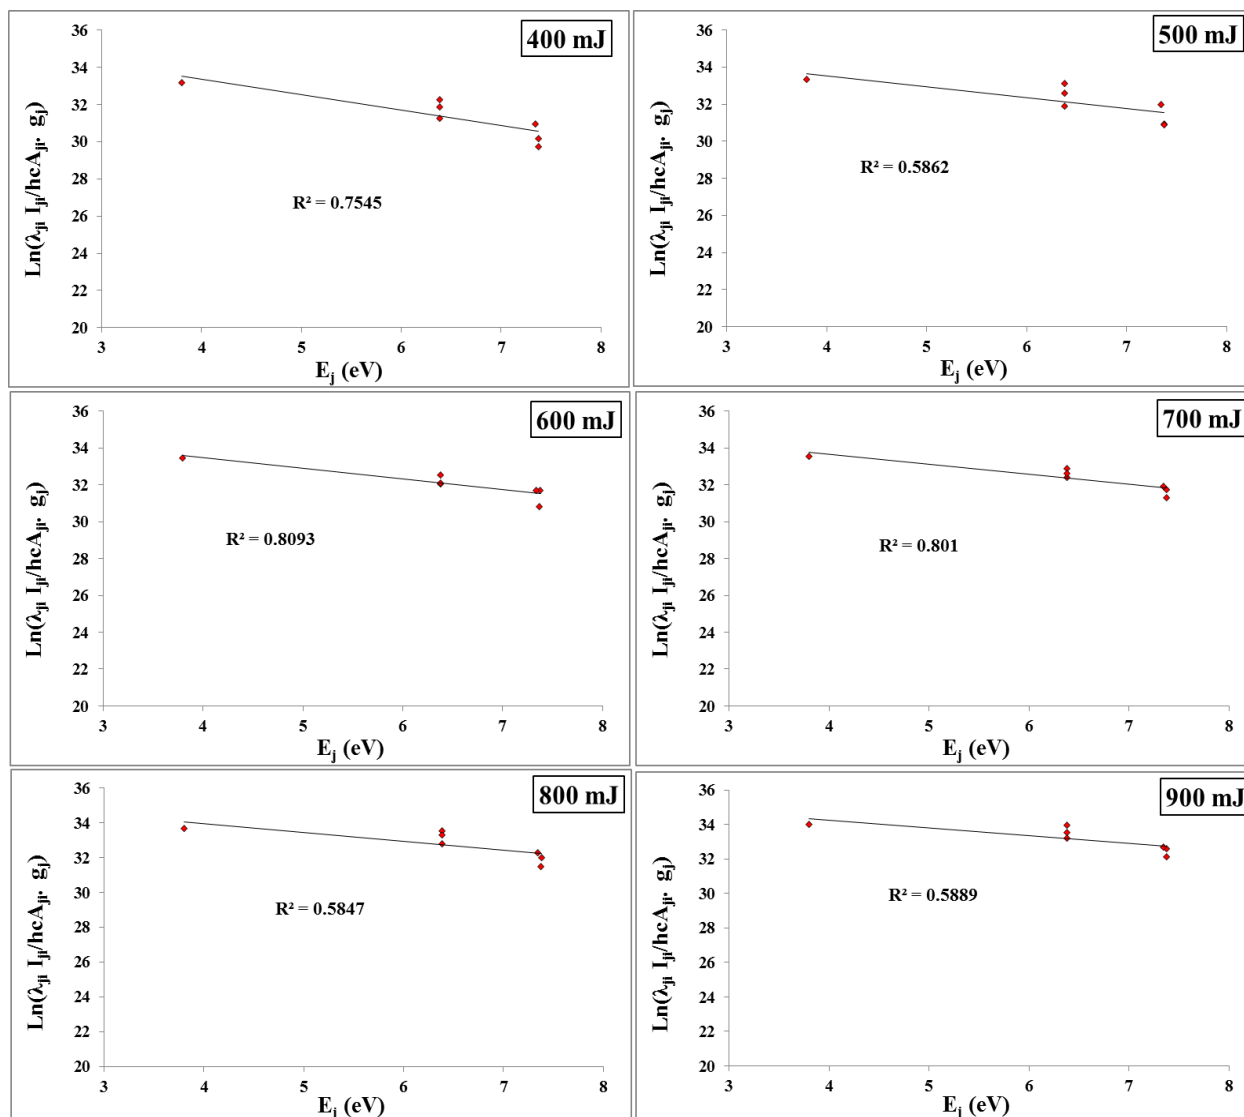 400 mJ
Ln(λji Iji/hcAji· gj)
36
34
32
30
28
26
24
22
20
R² = 0.7545
3 4 5 6 7 8
Ej (eV)
500 mJ
Ln(λji Iji/hcAji· gj)
36
34
32
30
28
26
24
22
20
R² = 0.5862
3 4 5 6 7 8
Ej (eV)
600 mJ
Ln(λji Iji/hcAji· gj)
36
34
32
30
28
26
24
22
20
R² = 0.8093
3 4 5 6 7 8
Ej (eV)
700 mJ
Ln(λji Iji/hcAji· gj)
36
34
32
30
28
26
24
22
20
R² = 0.801
3 4 5 6 7 8
Ej (eV)
800 mJ
Ln(λji Iji/hcAji· gj)
36
34
32
30
28
26
24
22
20
R² = 0.5847
3 4 5 6 7 8
Ej (eV)
900 mJ
Ln(λji Iji/hcAji· gj)
36
34
32
30
28
26
24
22
20
R² = 0.5889
3 4 5 6 7 8
Ej (eV)